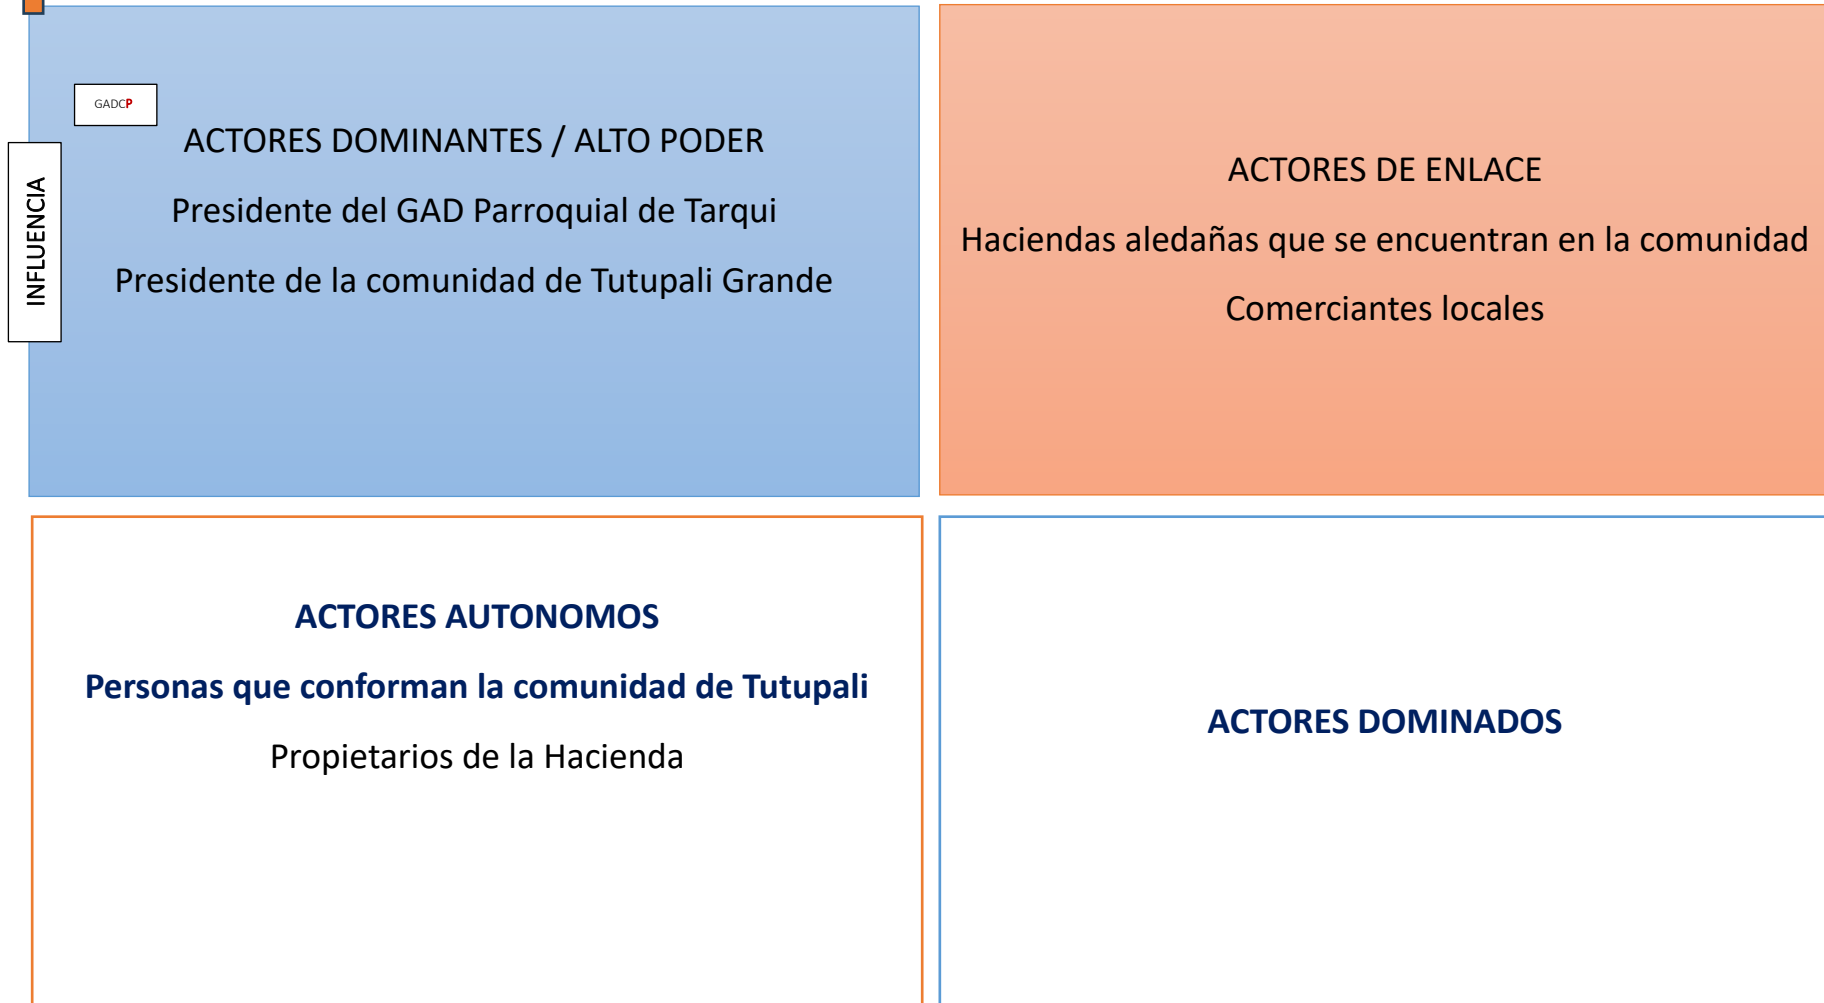 GADCP
ACTORES DOMINANTES / ALTO PODER
Presidente del GAD Parroquial de Tarqui
Presidente de la comunidad de Tutupali Grande
INFLUENCIA
ACTORES DE ENLACE
Haciendas aledañas que se encuentran en la comunidad
Comerciantes locales
ACTORES AUTONOMOS
Personas que conforman la comunidad de Tutupali
Propietarios de la Hacienda
ACTORES DOMINADOS